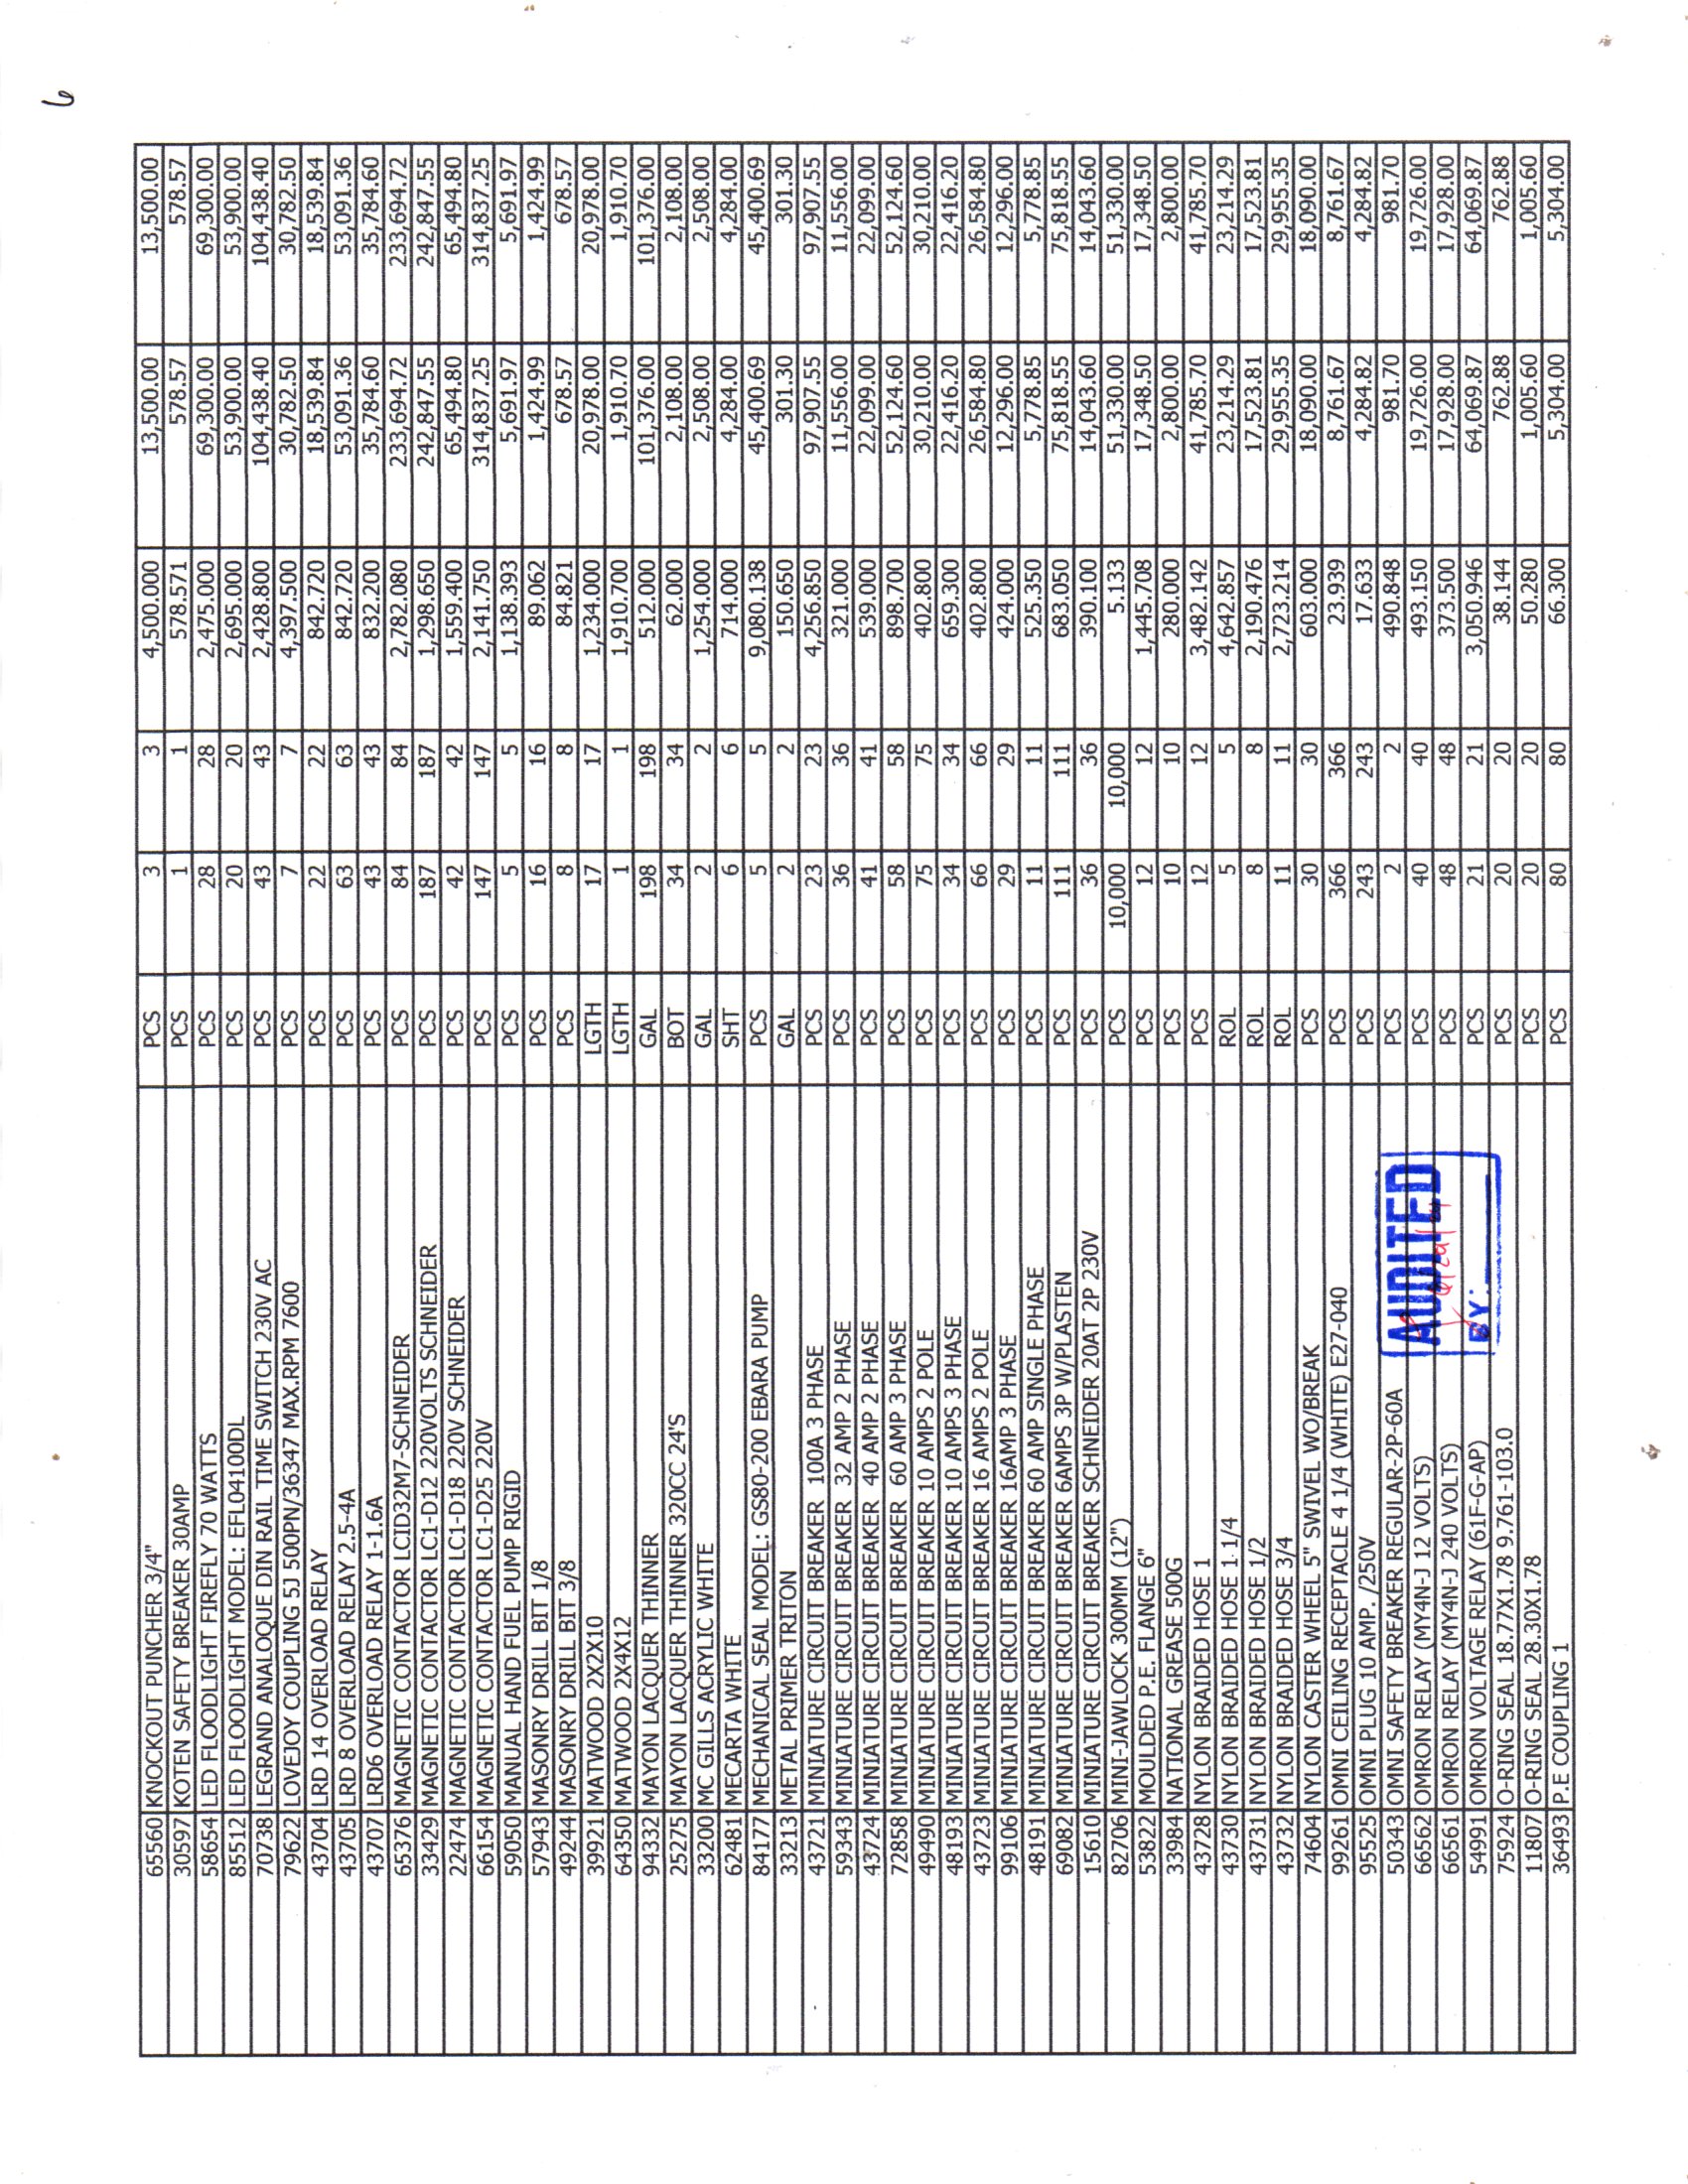 6
65560 KNOCKOUT PUNCHER 3/4" PCS 3 3 4,500.000 13,500.00 13,500.00
30597 KOTEN SAFETY BREAKER 30AMP PCS 1 1 578.571 578.57 578.57
58654 LED FLOODLIGHT FIREFLY 70 WATTS PCS 28 28 2,475.000 69,300.00 69,300.00
85512 LED FLOODLIGHT MODEL: EFL04100DL PCS 20 20 2,695.000 53,900.00 53,900.00
70738 LEGRAND ANALOQUE DIN RAIL TIME SWITCH 230V AC PCS 43 43 2,428.800 104,438.40 104,438.40
79622 LOVEJOY COUPLING 5J 500PN/36347 MAX.RPM 7600 PCS 7 7 4,397.500 30,782.50 30,782.50
43704 LRD 14 OVERLOAD RELAY PCS 22 22 842.720 18,539.84 18,539.84
43705 LRD 8 OVERLOAD RELAY 2.5-4A PCS 63 63 842.720 53,091.36 53,091.36
43707 LRD6 OVERLOAD RELAY 1-1.6A PCS 43 43 832.200 35,784.60 35,784.60
65376 MAGNETIC CONTACTOR LCID32M7-SCHNEIDER PCS 84 84 2,782.080 233,694.72 233,694.72
33429 MAGNETIC CONTACTOR LC1-D12 220VOLTS SCHNEIDER PCS 187 187 1,298.650 242,847.55 242,847.55
22474 MAGNETIC CONTACTOR LC1-D18 220V SCHNEIDER PCS 42 42 1,559.400 65,494.80 65,494.80
66154 MAGNETIC CONTACTOR LC1-D25 220V PCS 147 147 2,141.750 314,837.25 314,837.25
59050 MANUAL HAND FUEL PUMP RIGID PCS 5 5 1,138.393 5,691.97 5,691.97
57943 MASONRY DRILL BIT 1/8 PCS 16 16 89.062 1,424.99 1,424.99
49244 MASONRY DRILL BIT 3/8 PCS 8 8 84.821 678.57 678.57
39921 MATWOOD 2X2X10 LGTH 17 17 1,234.000 20,978.00 20,978.00
64350 MATWOOD 2X4X12 LGTH 1 1 1,910.700 1,910.70 1,910.70
94332 MAYON LACQUER THINNER GAL 198 198 512.000 101,376.00 101,376.00
25275 MAYON LACQUER THINNER 320CC 24'S BOT 34 34 62.000 2,108.00 2,108.00
33200 MC GILLS ACRYLIC WHITE GAL 2 2 1,254.000 2,508.00 2,508.00
62481 MECARTA WHITE SHT 6 6 714.000 4,284.00 4,284.00
84177 MECHANICAL SEAL MODEL: GS80-200 EBARA PUMP PCS 5 5 9,080.138 45,400.69 45,400.69
33213 METAL PRIMER TRITON GAL 2 2 150.650 301.30 301.30
43721 MINIATURE CIRCUIT BREAKER 100A 3 PHASE PCS 23 23 4,256.850 97,907.55 97,907.55
59343 MINIATURE CIRCUIT BREAKER 32 AMP 2 PHASE PCS 36 36 321.000 11,556.00 11,556.00
43724 MINIATURE CIRCUIT BREAKER 40 AMP 2 PHASE PCS 41 41 539.000 22,099.00 22,099.00
72858 MINIATURE CIRCUIT BREAKER 60 AMP 3 PHASE PCS 58 58 898.700 52,124.60 52,124.60
49490 MINIATURE CIRCUIT BREAKER 10 AMPS 2 POLE PCS 75 75 402.800 30,210.00 30,210.00
48193 MINIATURE CIRCUIT BREAKER 10 AMPS 3 PHASE PCS 34 34 659.300 22,416.20 22,416.20
43723 MINIATURE CIRCUIT BREAKER 16 AMPS 2 POLE PCS 66 66 402.800 26,584.80 26,584.80
99106 MINIATURE CIRCUIT BREAKER 16AMP 3 PHASE PCS 29 29 424.000 12,296.00 12,296.00
48191 MINIATURE CIRCUIT BREAKER 60 AMP SINGLE PHASE PCS 11 11 525.350 5,778.85 5,778.85
69082 MINIATURE CIRCUIT BREAKER 6AMPS 3P W/PLASTEN PCS 111 111 683.050 75,818.55 75,818.55
15610 MINIATURE CIRCUIT BREAKER SCHNEIDER 20AT 2P 230V PCS 36 36 390.100 14,043.60 14,043.60
82706 MINI-JAWLOCK 300MM (12") PCS 10,000 10,000 5.133 51,330.00 51,330.00
53822 MOULDED P.E. FLANGE 6" PCS 12 12 1,445.708 17,348.50 17,348.50
33984 NATIONAL GREASE 500G PCS 10 10 280.000 2,800.00 2,800.00
43728 NYLON BRAIDED HOSE 1 PCS 12 12 3,482.142 41,785.70 41,785.70
43730 NYLON BRAIDED HOSE 1 1/4 ROL 5 5 4,642.857 23,214.29 23,214.29
43731 NYLON BRAIDED HOSE 1/2 ROL 8 8 2,190.476 17,523.81 17,523.81
43732 NYLON BRAIDED HOSE 3/4 ROL 11 11 2,723.214 29,955.35 29,955.35
74604 NYLON CASTER WHEEL 5" SWIVEL WO/BREAK PCS 30 30 603.000 18,090.00 18,090.00
99261 OMNI CEILING RECEPTACLE 4 1/4 (WHITE) E27-040 PCS 366 366 23.939 8,761.67 8,761.67
95525 OMNI PLUG 10 AMP. /250V PCS 243 243 17.633 4,284.82 4,284.82
50343 OMNI SAFETY BREAKER REGULAR-2P-60A PCS 2 2 490.848 981.70 981.70
66562 OMRON RELAY (MY4N-J 12 VOLTS) PCS 40 40 493.150 19,726.00 19,726.00
66561 OMRON RELAY (MY4N-J 240 VOLTS) PCS 48 48 373.500 17,928.00 17,928.00
54991 OMRON VOLTAGE RELAY (61F-G-AP) PCS 21 21 3,050.946 64,069.87 64,069.87
75924 O-RING SEAL 18.77X1.78 9.761-103.0 PCS 20 20 38.144 762.88 762.88
11807 O-RING SEAL 28.30X1.78 PCS 20 20 50.280 1,005.60 1,005.60
36493 P.E COUPLING 1 PCS 80 80 66.300 5,304.00 5,304.00
AUDITED
BY: